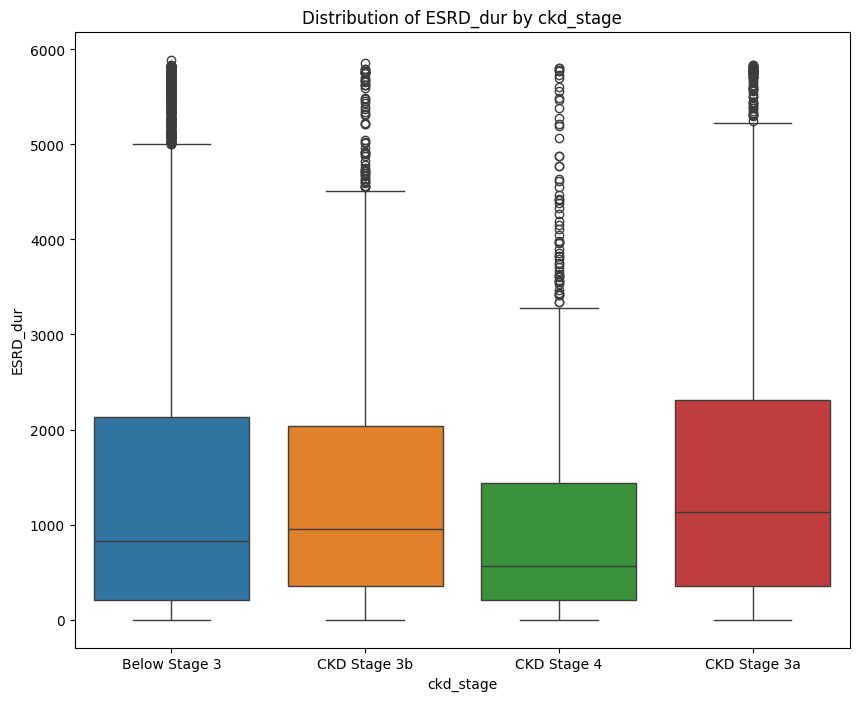 Distribution of ESRD_dur by ckd_stage
6000
5000
4000
3000
2000
1000
0
ESRD_dur
Below Stage 3
CKD Stage 3b
CKD Stage 4
CKD Stage 3a
ckd_stage